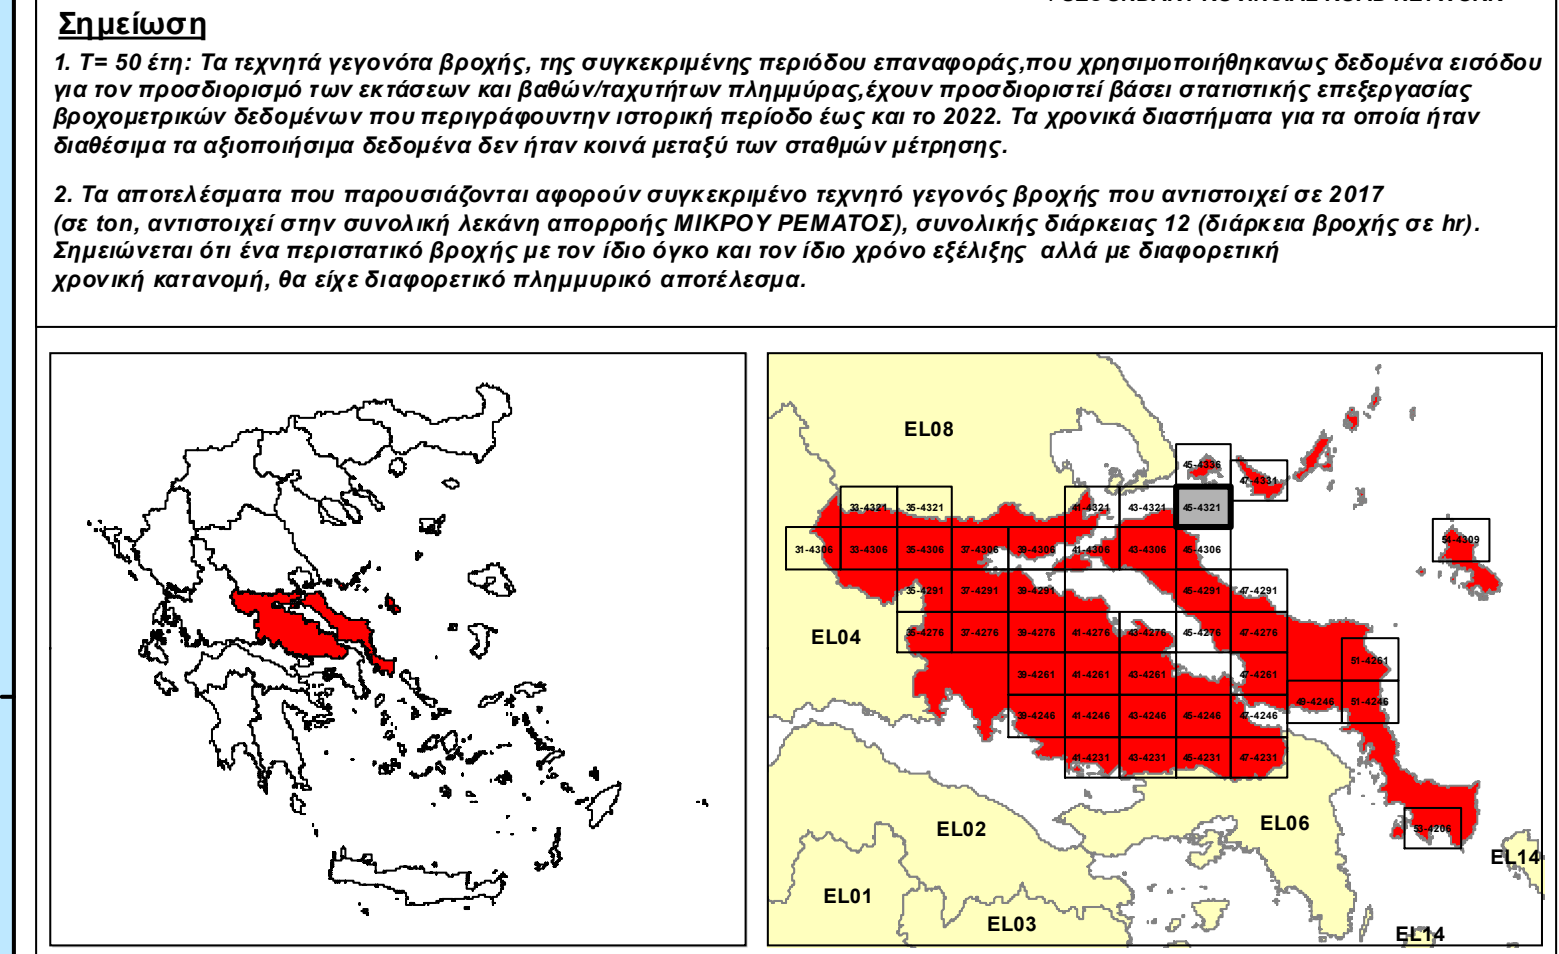 Σημείωση
1. Τ= 50 έτη: Τα τεχνητά γεγονότα βροχής, της συγκεκριμένης περιόδου επαναφοράς,που χρησιμοποιήθηκανως δεδομένα εισόδου
για τον προσδιορισμό των εκτάσεων και βαθών/ταχυτήτων πλημμύρας,έχουν προσδιοριστεί βάσει στατιστικής επεξεργασίας
βροχομετρικών δεδομένων που περιγράφουντην ιστορική περίοδο έως και το 2022. Τα χρονικά διαστήματα για τα οποία ήταν
διαθέσιμα τα αξιοποιήσιμα δεδομένα δεν ήταν κοινά μεταξύ των σταθμών μέτρησης.
2. Τα αποτελέσματα που παρουσιάζονται αφορούν συγκεκριμένο τεχνητό γεγονός βροχής που αντιστοιχεί σε 2017
(σε ton, αντιστοιχεί στην συνολική λεκάνη απορροής ΜΙΚΡΟΥ ΡΕΜΑΤΟΣ), συνολικής διάρκειας 12 (διάρκεια βροχής σε hr).
Σημειώνεται ότι ένα περιστατικό βροχής με τον ίδιο όγκο και τον ίδιο χρόνο εξέλιξης αλλά με διαφορετική
χρονική κατανομή, θα είχε διαφορετικό πλημμυρικό αποτέλεσμα.
EL08
45-4336
47-4331
33-4321 35-4321 41-4321 43-4321 45-4321
31-4306 33-4306 35-4306 37-4306 39-4306 41-4306 43-4306 45-4306
54-4309
35-4291 37-4291 39-4291 45-4291 47-4291
EL04
35-4276 37-4276 39-4276 41-4276 43-4276 45-4276 47-4276
39-4261 41-4261 43-4261 47-4261 51-4261
39-4246 41-4246 43-4246 45-4246 47-4246 49-4246 51-4246
41-4231 43-4231 45-4231 47-4231
EL02
EL06
53-4206
EL14
EL01
EL03
EL14